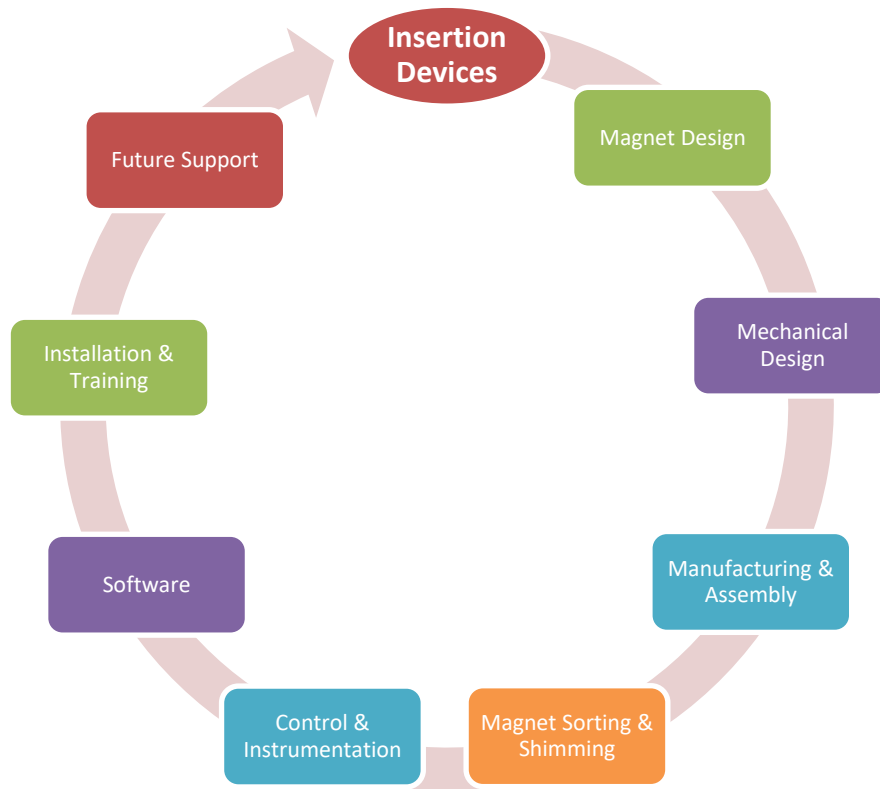 Insertion
Devices
Magnet Design
Mechanical
Design
Manufacturing &
Assembly
Magnet Sorting &
Shimming
Control &
Instrumentation
Software
Installation &
Training
Future Support